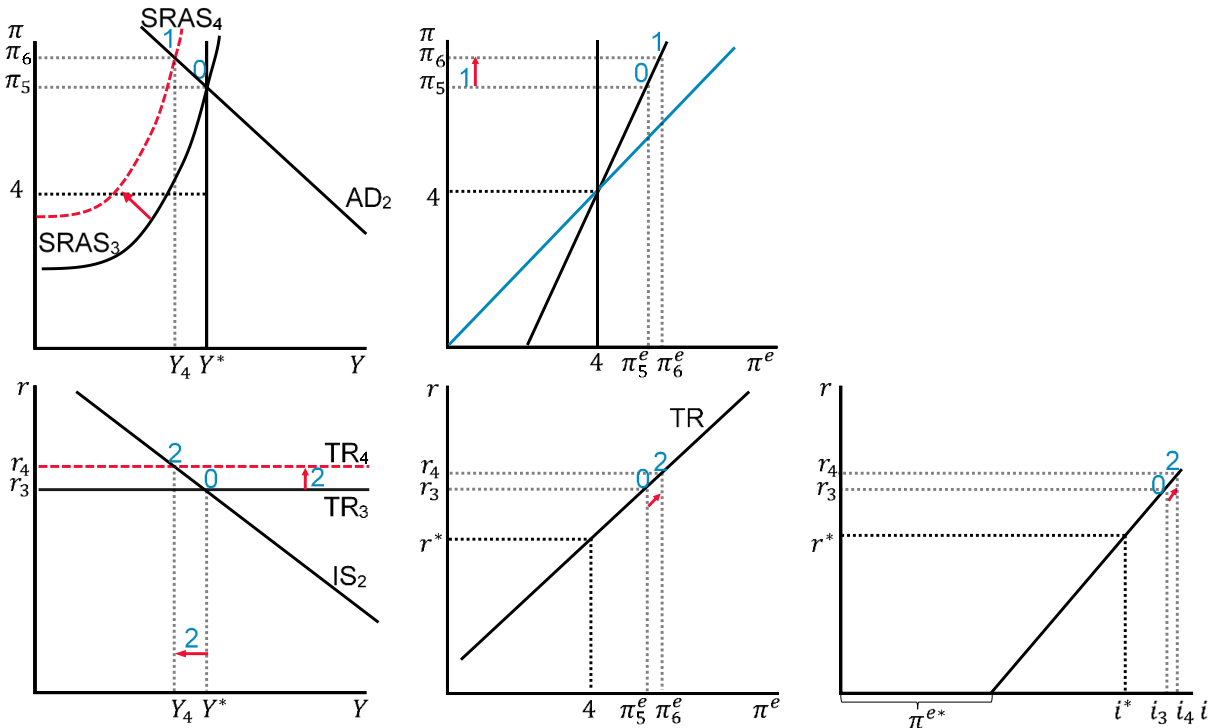 SRAS₄
π
π₆
1
0
π₅
4
SRAS₃
AD₂
Y₄ Y* Y
π
π₆
1
1
0
π₅
4
4 π₅ᵉ π₆ᵉ πᵉ
r
2
TR₄
r₄
0
2
r₃
TR₃
IS₂
2
Y₄ Y* Y
r
TR
r₄
2
0
r₃
r*
4 π₅ᵉ π₆ᵉ πᵉ
r
r₄
2
0
r₃
r*
πᵉ*
i* i₃ i₄ i